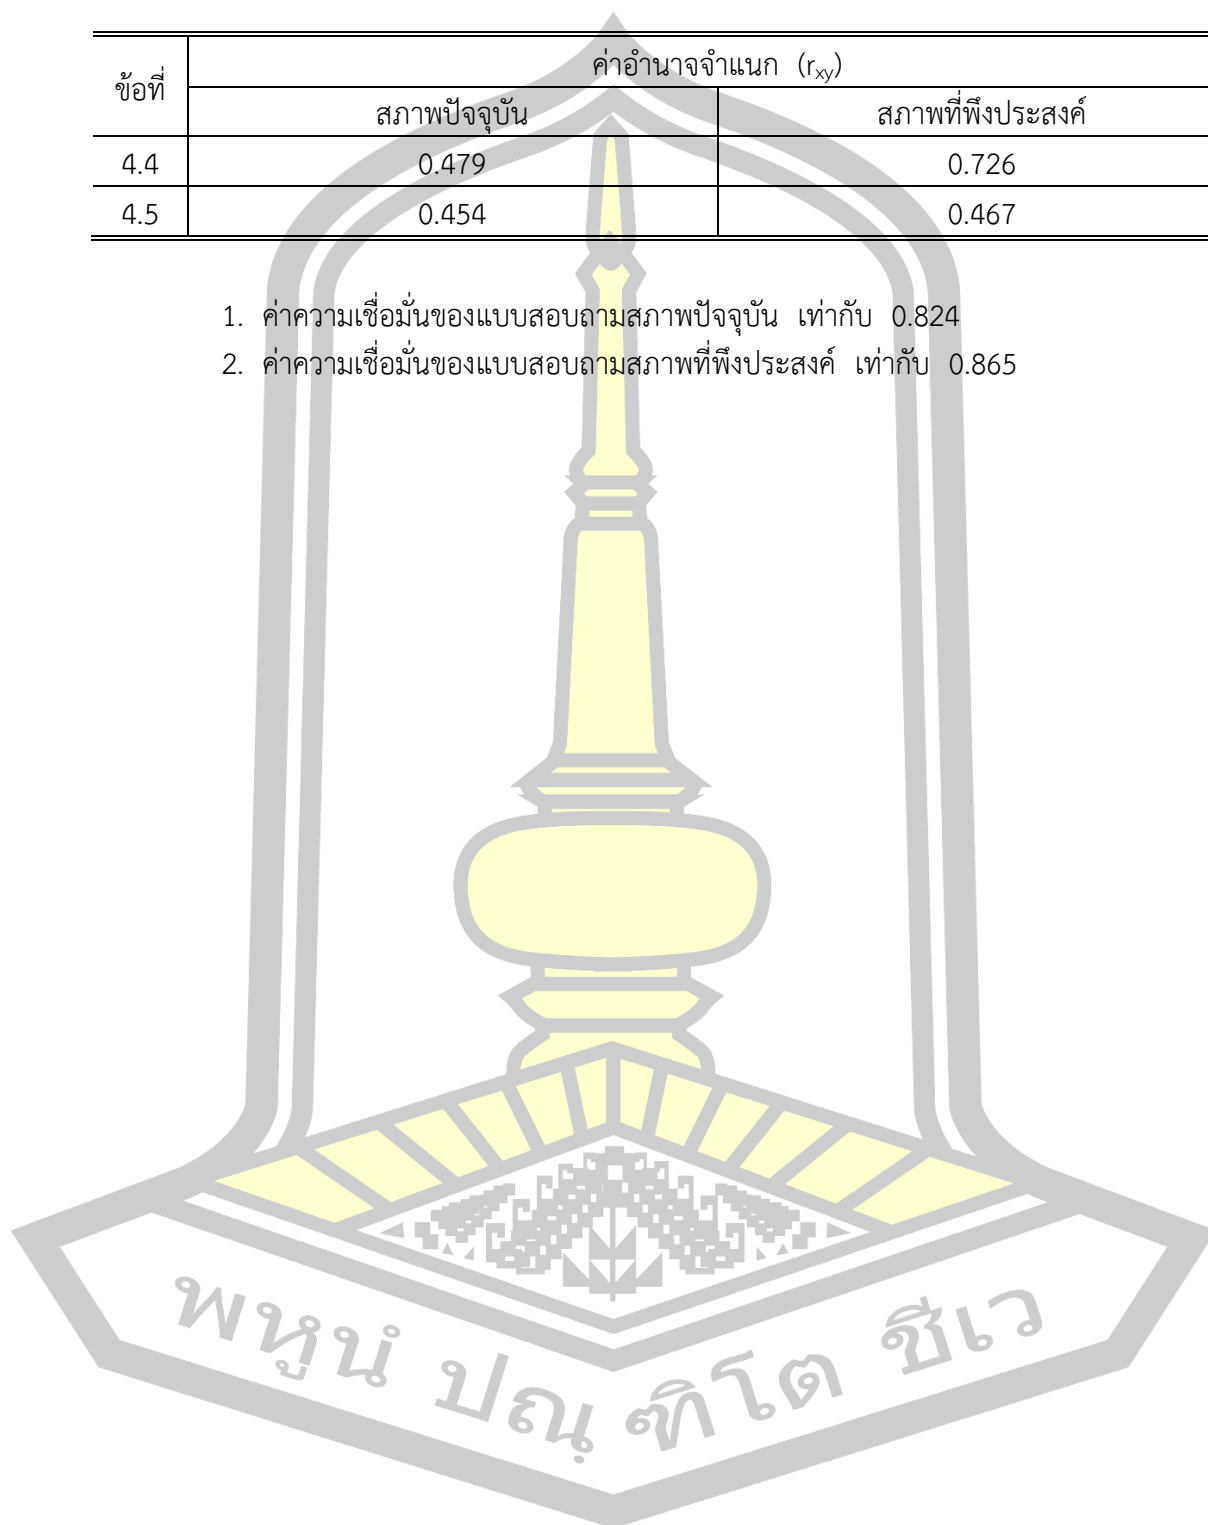 ข้อที่ ค่าอำนาจจำแนก (rxy)
สภาพปัจจุบัน สภาพที่พึงประสงค์
4.4 0.479 0.726
4.5 0.454 0.467
1. ค่าความเชื่อมั่นของแบบสอบถามสภาพปัจจุบัน เท่ากับ 0.824
2. ค่าความเชื่อมั่นของแบบสอบถามสภาพที่พึงประสงค์ เท่ากับ 0.865
พหูนํ ปณฺฑิโต ชีเว